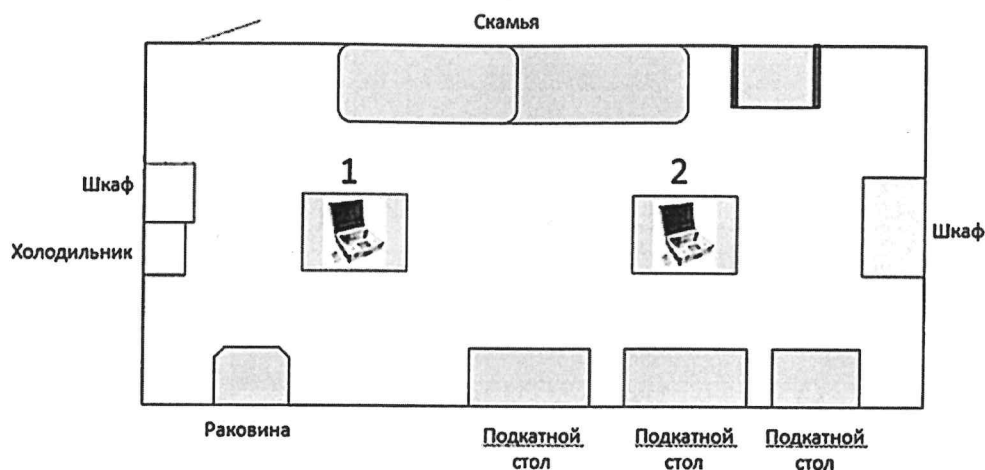 Скамья
1
2
Шкаф
Холодильник
Шкаф
Раковина
Подкатной
стол
Подкатной
стол
Подкатной
стол